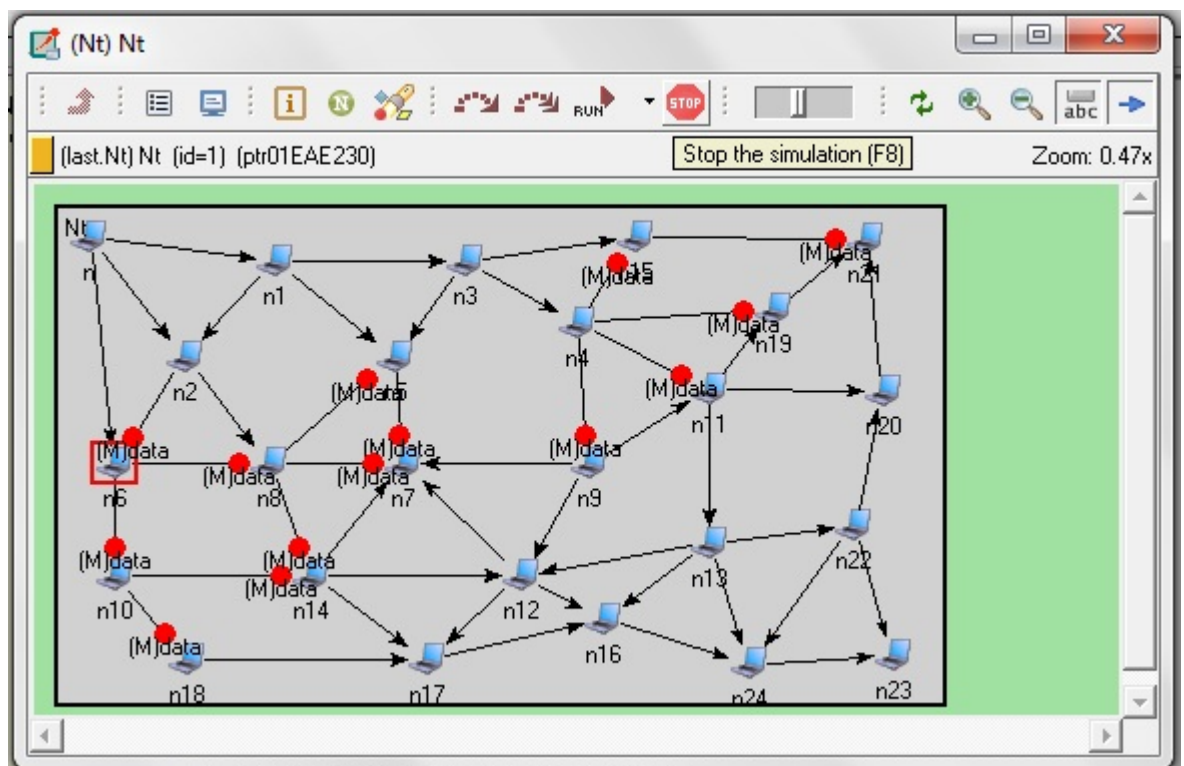 (Nt) Nt
RUN
STOP
abc
(last.Nt) Nt (id=1) (ptr01EAE230)
Stop the simulation (F8)
Zoom: 0.47x
Nt
n
n1
n3
(M)data
n15
(M)data
n21
n2
(M)data
n5
n4
(M)data
n19
(M)data
n11
n20
(M)data
n6
(M)data
n8
(M)data
(M)data
n7
(M)data
n9
(M)data
n10
(M)data
(M)data
n14
n12
n13
n22
(M)data
n18
n17
n16
n24
n23